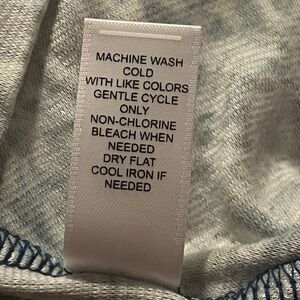 MACHINE WASH
COLD
WITH LIKE COLORS
GENTLE CYCLE
ONLY
NON-CHLORINE
BLEACH WHEN
NEEDED
DRY FLAT
COOL IRON IF
NEEDED